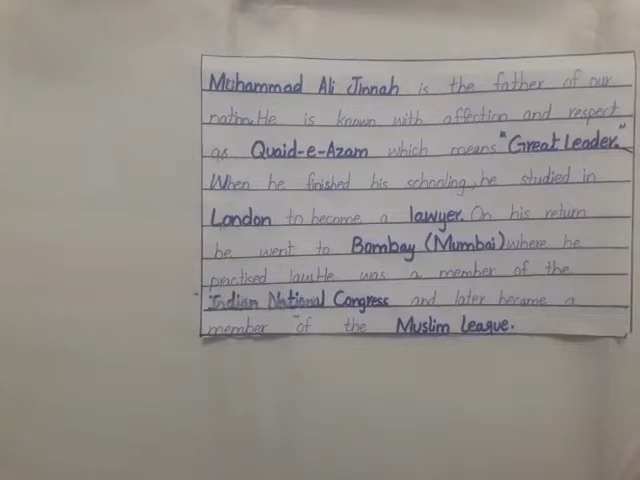 Muhammad Ali Jinnah is the father of our
nation. He is known with affection and respect
as Quaid-e-Azam which means "Great Leader."
When he finished his schooling, he studied in
London to become a lawyer. On his return
he went to Bombay (Mumbai) where he
practised law. He was a member of the
Indian National Congress and later became a
member of the Muslim League.